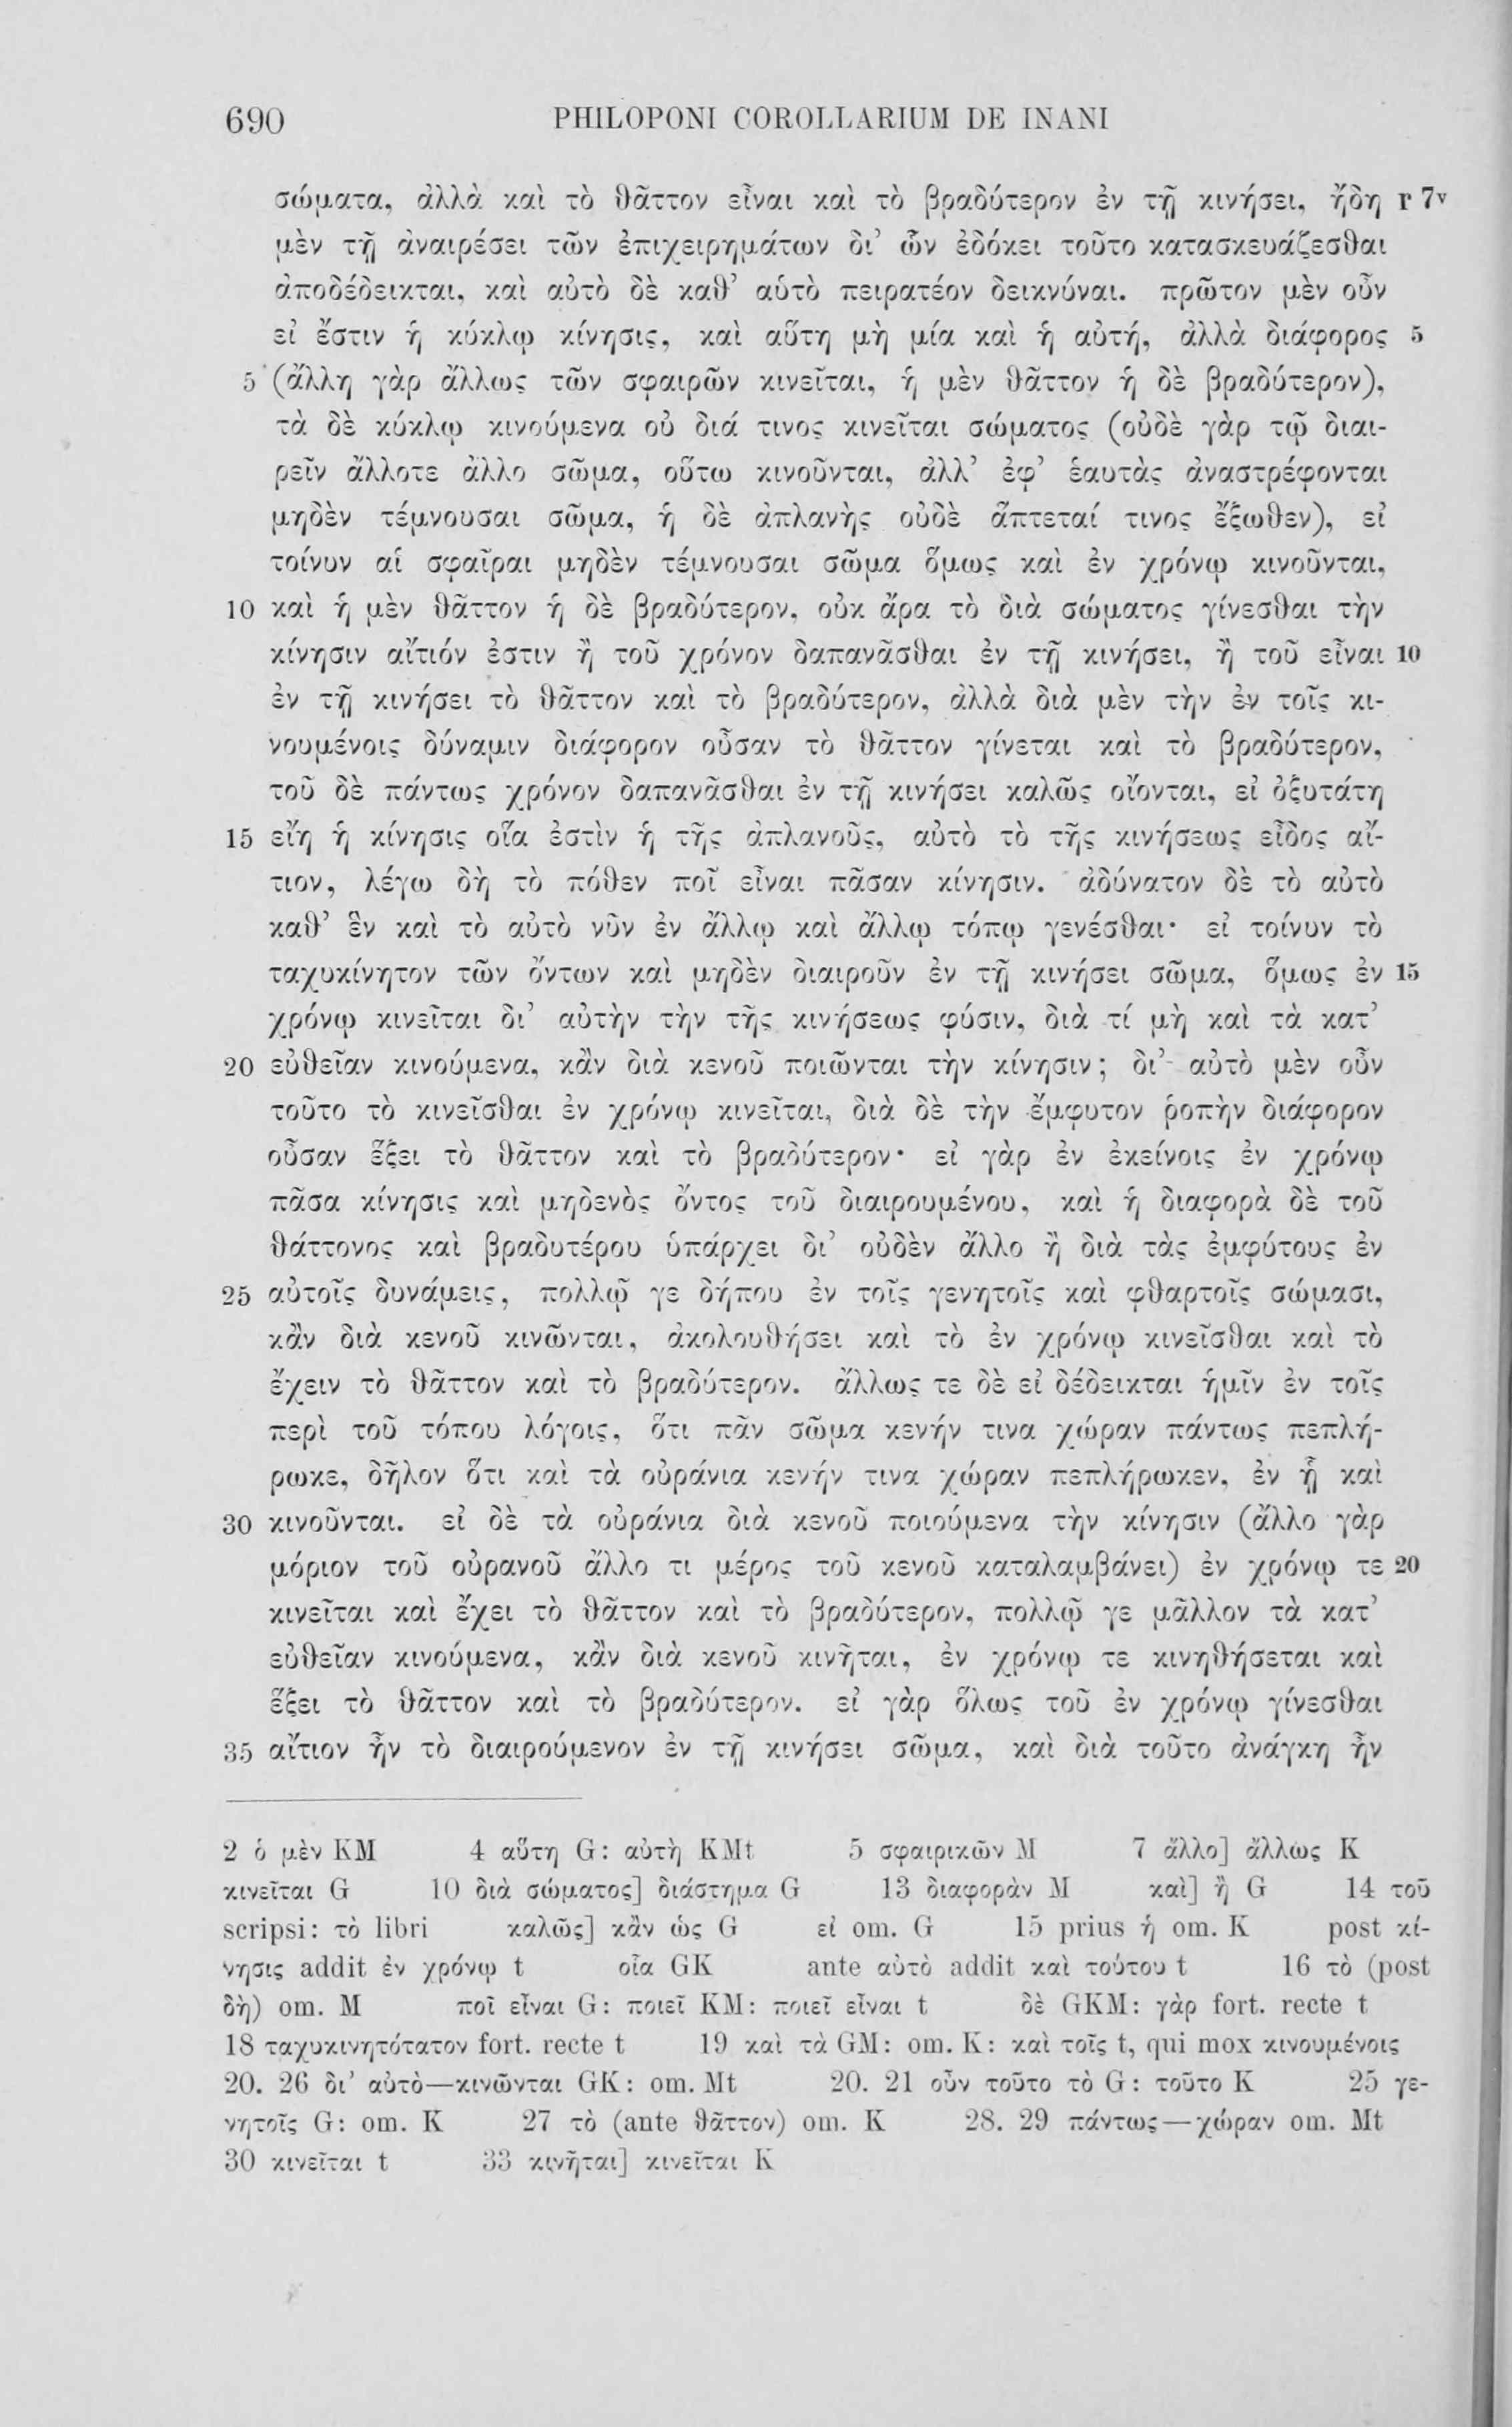 690 PHILOPONI COROLLARIUM DE INANI
σώματα, ἀλλὰ καὶ τὸ θᾶττον εἶναι καὶ τὸ βραδύτερον ἐν τῇ κινήσει, ἤδη r 7v
μὲν τῇ ἀναιρέσει τῶν ἐπιχειρημάτων δι’ ὧν ἐδόκει τοῦτο κατασκευάζεσθαι
ἀποδέδεικται, καὶ αὐτὸ δὲ καθ’ αὑτὸ πειρατέον δεικνύναι. πρῶτον μὲν οὖν
εἰ ἔστιν ἡ κύκλῳ κίνησις, καὶ αὕτη μὴ μία καὶ ἡ αὐτή, ἀλλὰ διάφορος 5
5 (ἄλλη γὰρ ἄλλως τῶν σφαιρῶν κινεῖται, ἡ μὲν θᾶττον ἡ δὲ βραδύτερον),
τὰ δὲ κύκλῳ κινούμενα οὐ διά τινος κινεῖται σώματος (οὐδὲ γὰρ τῷ διαι-
ρεῖν ἄλλοτε ἄλλο σῶμα, οὕτω κινοῦνται, ἀλλ’ ἐφ’ ἑαυτὰς ἀναστρέφονται
μηδὲν τέμνουσαι σῶμα, ἡ δὲ ἀπλανὴς οὐδὲ ἅπτεταί τινος ἔξωθεν), εἰ
τοίνυν αἱ σφαῖραι μηδὲν τέμνουσαι σῶμα ὅμως καὶ ἐν χρόνῳ κινοῦνται,
10 καὶ ἡ μὲν θᾶττον ἡ δὲ βραδύτερον, οὐκ ἄρα τὸ διὰ σώματος γίνεσθαι τὴν
κίνησιν αἴτιόν ἐστιν ἢ τοῦ χρόνον δαπανᾶσθαι ἐν τῇ κινήσει, ἢ τοῦ εἶναι 10
ἐν τῇ κινήσει τὸ θᾶττον καὶ τὸ βραδύτερον, ἀλλὰ διὰ μὲν τὴν ἐν τοῖς κι-
νουμένοις δύναμιν διάφορον οὖσαν τὸ θᾶττον γίνεται καὶ τὸ βραδύτερον,
τοῦ δὲ πάντως χρόνον δαπανᾶσθαι ἐν τῇ κινήσει καλῶς οἴονται, εἰ ὀξυτάτη
15 εἴη ἡ κίνησις οἵα ἐστὶν ἡ τῆς ἀπλανοῦς, αὐτὸ τὸ τῆς κινήσεως εἶδος αἴ-
τιον, λέγω δὴ τὸ πόθεν ποῖ εἶναι πᾶσαν κίνησιν. ἀδύνατον δὲ τὸ αὐτὸ
καθ’ ἓν καὶ τὸ αὐτὸ νῦν ἐν ἄλλῳ καὶ ἄλλῳ τόπῳ γενέσθαι· εἰ τοίνυν τὸ
ταχυκίνητον τῶν ὄντων καὶ μηδὲν διαιροῦν ἐν τῇ κινήσει σῶμα, ὅμως ἐν 15
χρόνῳ κινεῖται δι’ αὐτὴν τὴν τῆς κινήσεως φύσιν, διὰ τί μὴ καὶ τὰ κατ’
20 εὐθεῖαν κινούμενα, κἂν διὰ κενοῦ ποιῶνται τὴν κίνησιν; δι’ αὐτὸ μὲν οὖν
τοῦτο τὸ κινεῖσθαι ἐν χρόνῳ κινεῖται, διὰ δὲ τὴν ἔμφυτον ῥοπὴν διάφορον
οὖσαν ἕξει τὸ θᾶττον καὶ τὸ βραδύτερον· εἰ γὰρ ἐν ἐκείνοις ἐν χρόνῳ
πᾶσα κίνησις καὶ μηδενὸς ὄντος τοῦ διαιρουμένου, καὶ ἡ διαφορὰ δὲ τοῦ
θάττονος καὶ βραδυτέρου ὑπάρχει δι’ οὐδὲν ἄλλο ἢ διὰ τὰς ἐμφύτους ἐν
25 αὐτοῖς δυνάμεις, πολλῷ γε δήπου ἐν τοῖς γενητοῖς καὶ φθαρτοῖς σώμασι,
κἂν διὰ κενοῦ κινῶνται, ἀκολουθήσει καὶ τὸ ἐν χρόνῳ κινεῖσθαι καὶ τὸ
ἔχειν τὸ θᾶττον καὶ τὸ βραδύτερον. ἄλλως τε δὲ εἰ δέδεικται ἡμῖν ἐν τοῖς
περὶ τοῦ τόπου λόγοις, ὅτι πᾶν σῶμα κενήν τινα χώραν πάντως πεπλή-
ρωκε, δῆλον ὅτι καὶ τὰ οὐράνια κενήν τινα χώραν πεπλήρωκεν, ἐν ᾗ καὶ
30 κινοῦνται. εἰ δὲ τὰ οὐράνια διὰ κενοῦ ποιούμενα τὴν κίνησιν (ἄλλο γὰρ
μόριον τοῦ οὐρανοῦ ἄλλο τι μέρος τοῦ κενοῦ καταλαμβάνει) ἐν χρόνῳ τε 20
κινεῖται καὶ ἔχει τὸ θᾶττον καὶ τὸ βραδύτερον, πολλῷ γε μᾶλλον τὰ κατ’
εὐθεῖαν κινούμενα, κἂν διὰ κενοῦ κινῆται, ἐν χρόνῳ τε κινηθήσεται καὶ
ἕξει τὸ θᾶττον καὶ τὸ βραδύτερον. εἰ γὰρ ὅλως τοῦ ἐν χρόνῳ γίνεσθαι
35 αἴτιον ἦν τὸ διαιρούμενον ἐν τῇ κινήσει σῶμα, καὶ διὰ τοῦτο ἀνάγκη ἦν
2 ὁ μὲν KM 4 αὕτη G: αὐτὴ KMt 5 σφαιρικῶν M 7 ἄλλο] ἄλλως K
κινεῖται G 10 διὰ σώματος] διάστημα G 13 διαφορὰν M καὶ] ἢ G 14 τοῦ
scripsi: τὸ libri καλῶς] κἂν ὡς G εἰ om. G 15 prius ἡ om. K post κί-
νησις addit ἐν χρόνῳ t οἷα GK ante αὐτὸ addit καὶ τούτου t 16 τὸ (post
δὴ) om. M ποῖ εἶναι G: ποιεῖ KM: ποιεῖ εἶναι t δὲ GKM: γὰρ fort. recte t
18 ταχυκινητότατον fort. recte t 19 καὶ τὰ GM: om. K: καὶ τοῖς t, qui mox κινουμένοις
20. 26 δι’ αὐτὸ—κινῶνται GK: om. Mt 20. 21 οὖν τοῦτο τὸ G: τοῦτο K 25 γε-
νητοῖς G: om. K 27 τὸ (ante θᾶττον) om. K 28. 29 πάντως—χώραν om. Mt
30 κινεῖται t 33 κινῆται] κινεῖται K